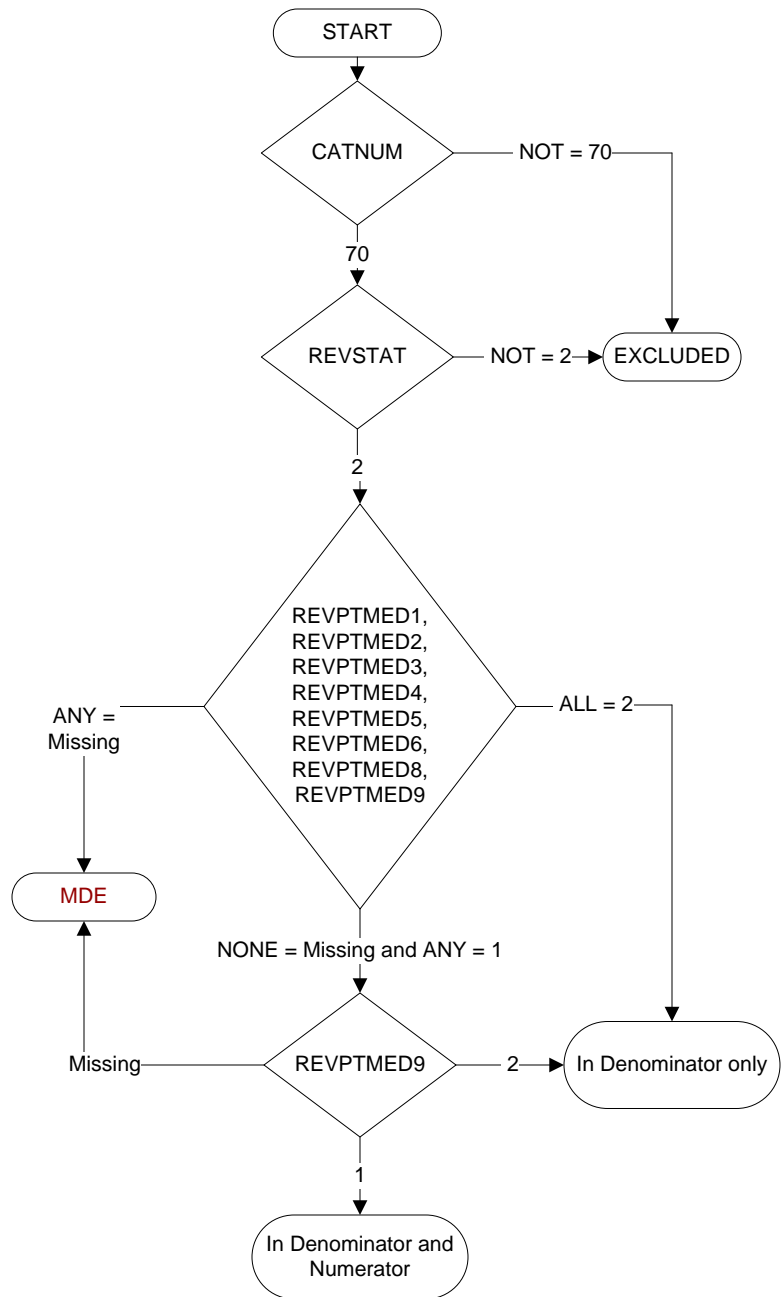 START
CATNUM
NOT = 70
70
REVSTAT
NOT = 2
EXCLUDED
2
REVPTMED1,
REVPTMED2,
REVPTMED3,
REVPTMED4,
REVPTMED5,
REVPTMED6,
REVPTMED8,
REVPTMED9
ANY =
Missing
ALL = 2
MDE
NONE = Missing and ANY = 1
Missing
REVPTMED9
2
In Denominator only
1
In Denominator and
Numerator